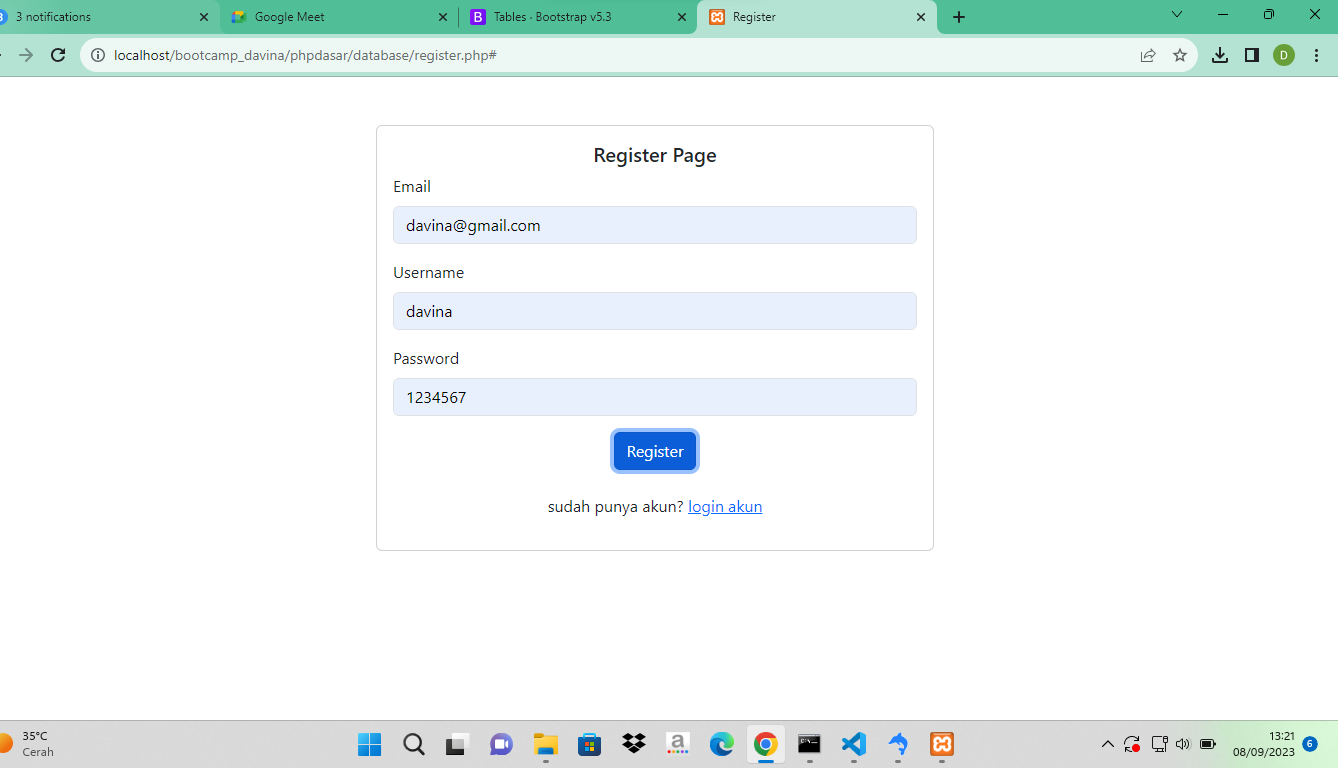 3 notifications
Google Meet
Tables · Bootstrap v5.3
Register
localhost/bootcamp_davina/phpdasar/database/register.php#
D
Register Page
Email
davina@gmail.com
Username
davina
Password
1234567
Register
sudah punya akun? login akun
35°C
Cerah
13:21
08/09/2023
6